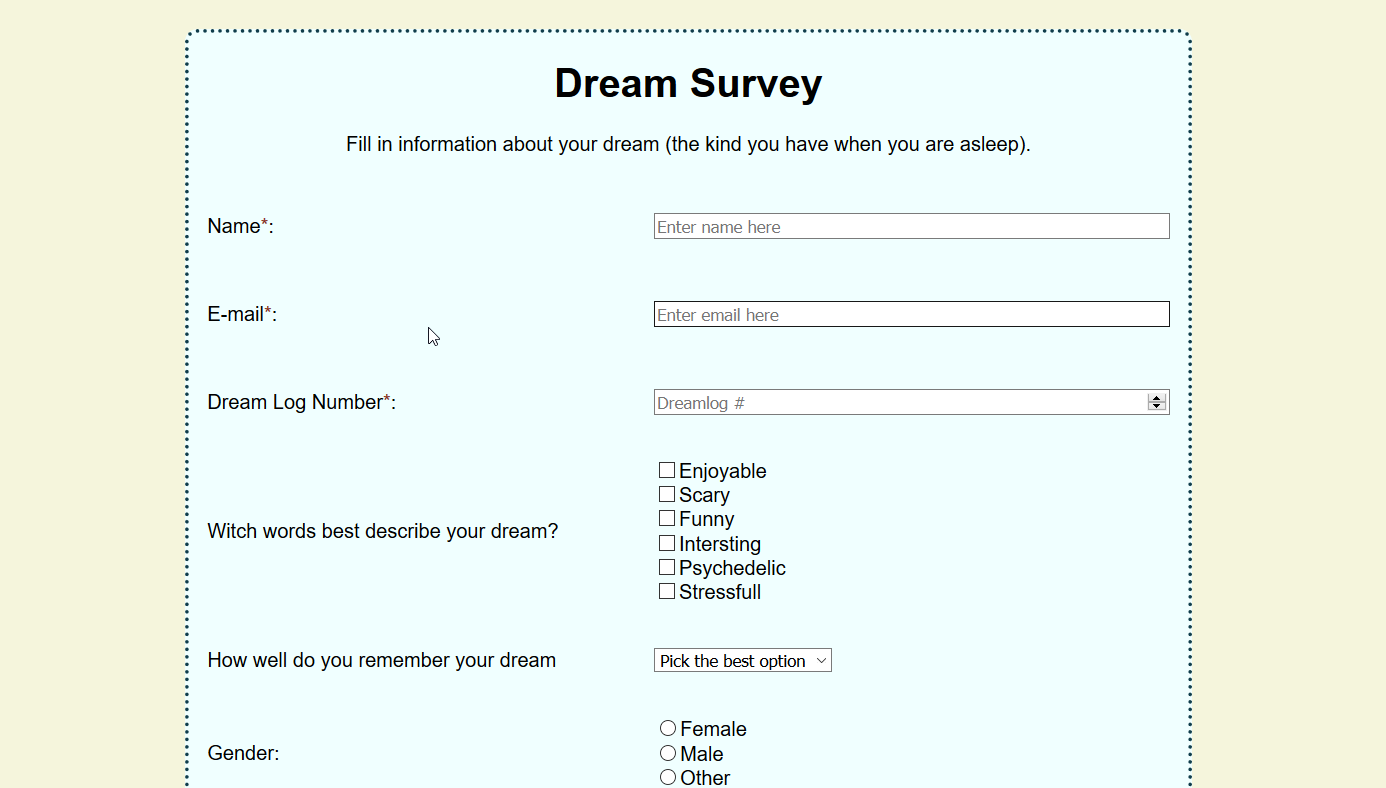 Dream Survey
Fill in information about your dream (the kind you have when you are asleep).
Name*:
Enter name here
E-mail*:
Enter email here
Dream Log Number*:
Dreamlog #
Witch words best describe your dream?
Enjoyable
Scary
Funny
Intersting
Psychedelic
Stressfull
How well do you remember your dream
Pick the best option
Gender:
Female
Male
Other